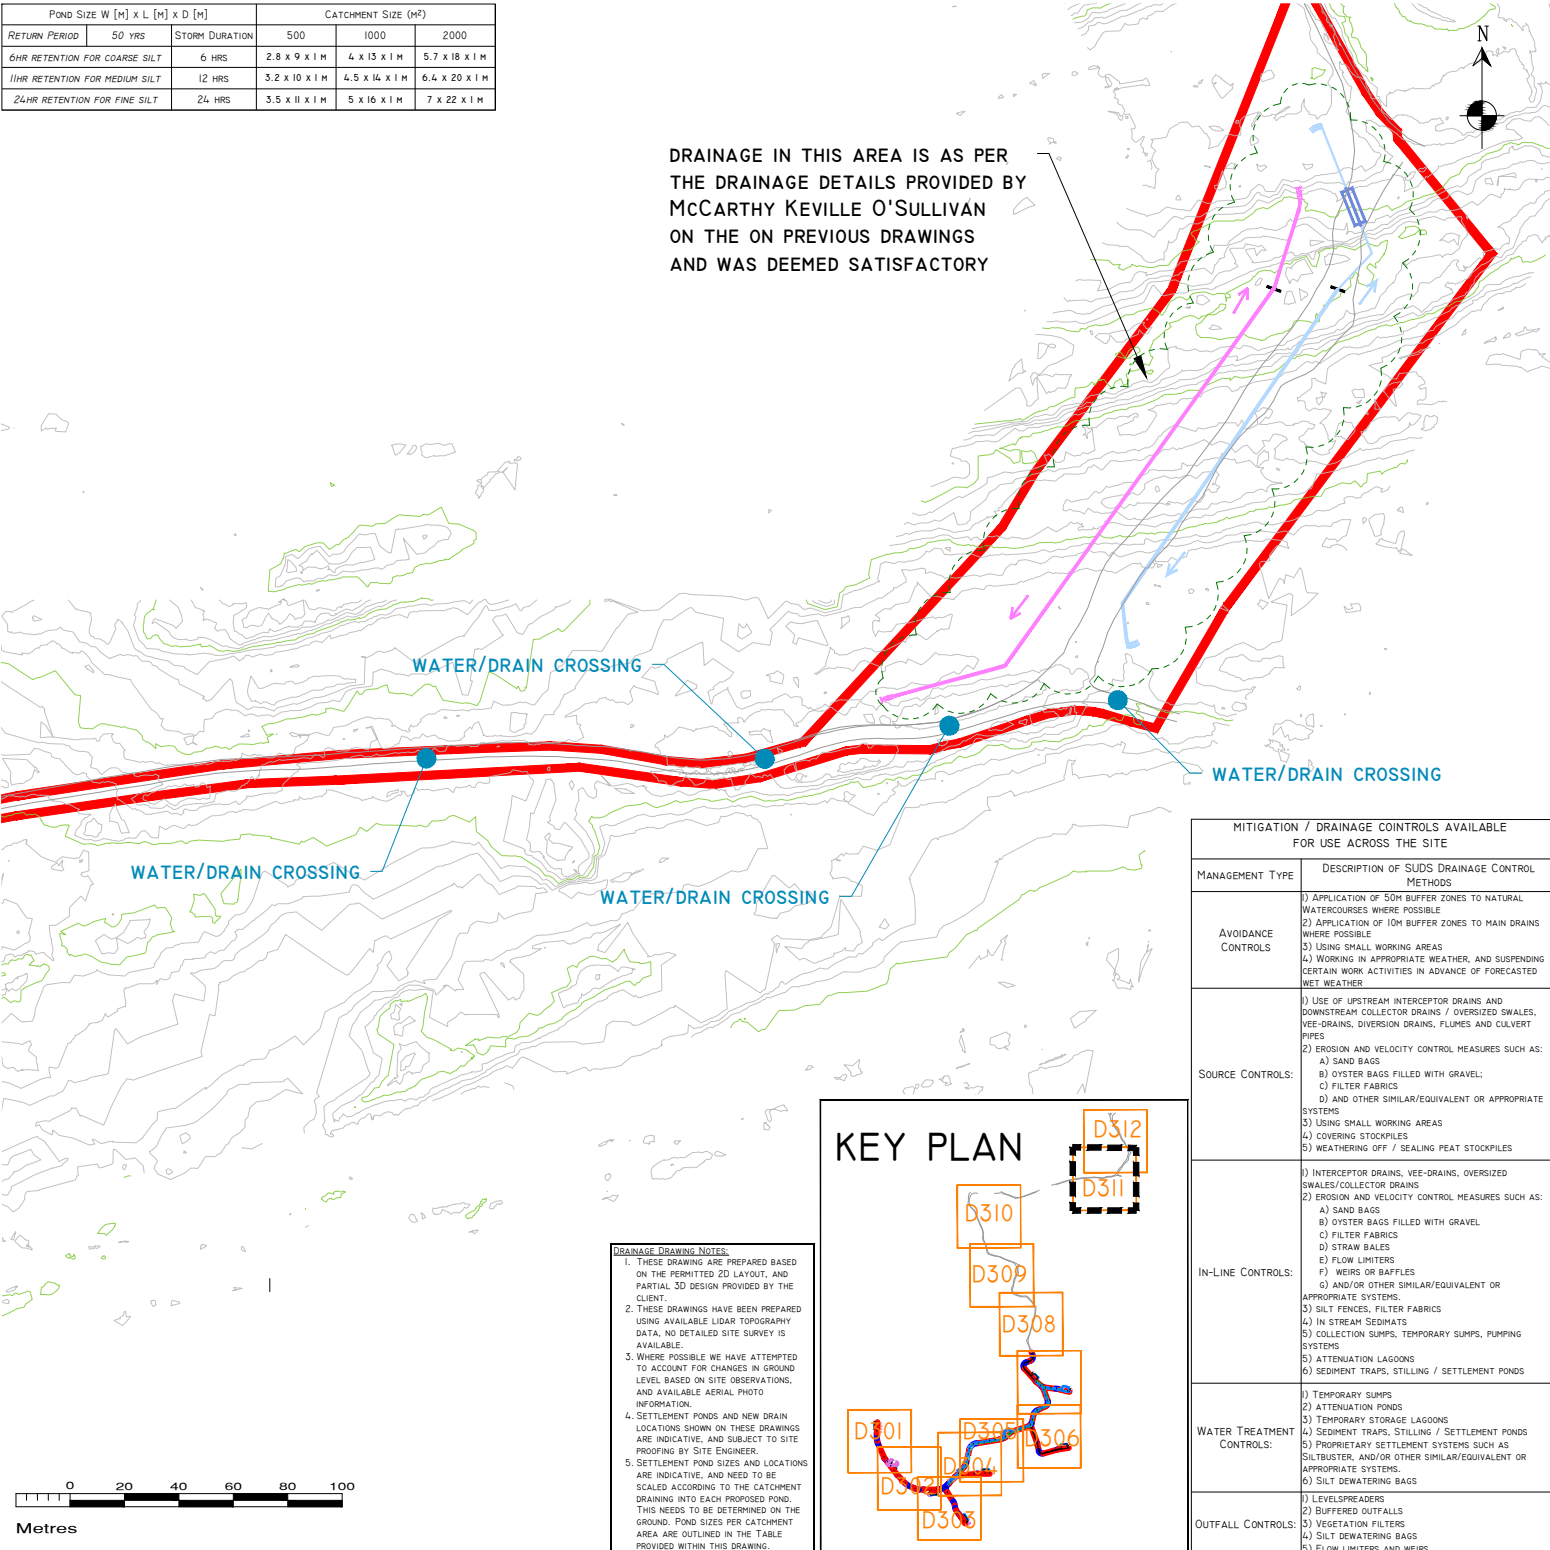 POND SIZE W [M] X L [M] X D [M] CATCHMENT SIZE (M²)
RETURN PERIOD 50 YRS STORM DURATION 500 1000 2000
6HR RETENTION FOR COARSE SILT 6 HRS 2.8 X 9 X 1 M 4 X 13 X 1 M 5.7 X 18 X 1 M
11HR RETENTION FOR MEDIUM SILT 12 HRS 3.2 X 10 X 1 M 4.5 X 14 X 1 M 6.4 X 20 X 1 M
24HR RETENTION FOR FINE SILT 24 HRS 3.5 X 11 X 1 M 5 X 16 X 1 M 7 X 22 X 1 M
N
DRAINAGE IN THIS AREA IS AS PER
THE DRAINAGE DETAILS PROVIDED BY
McCARTHY KEVILLE O'SULLIVAN
ON THE ON PREVIOUS DRAWINGS
AND WAS DEEMED SATISFACTORY
WATER/DRAIN CROSSING
WATER/DRAIN CROSSING
WATER/DRAIN CROSSING
WATER/DRAIN CROSSING
MITIGATION / DRAINAGE COINTROLS AVAILABLE
FOR USE ACROSS THE SITE
MANAGEMENT TYPE
DESCRIPTION OF SUDS DRAINAGE CONTROL
METHODS
AVOIDANCE
CONTROLS
1) APPLICATION OF 50M BUFFER ZONES TO NATURAL
WATERCOURSES WHERE POSSIBLE
2) APPLICATION OF 10M BUFFER ZONES TO MAIN DRAINS
WHERE POSSIBLE
3) USING SMALL WORKING AREAS
4) WORKING IN APPROPRIATE WEATHER, AND SUSPENDING
CERTAIN WORK ACTIVITIES IN ADVANCE OF FORECASTED
WET WEATHER
SOURCE CONTROLS:
1) USE OF UPSTREAM INTERCEPTOR DRAINS AND
DOWNSTREAM COLLECTOR DRAINS / OVERSIZED SWALES,
VEE-DRAINS, DIVERSION DRAINS, FLUMES AND CULVERT
PIPES
2) EROSION AND VELOCITY CONTROL MEASURES SUCH AS:
A) SAND BAGS
B) OYSTER BAGS FILLED WITH GRAVEL;
C) FILTER FABRICS
D) AND OTHER SIMILAR/EQUIVALENT OR APPROPRIATE
SYSTEMS
3) USING SMALL WORKING AREAS
4) COVERING STOCKPILES
5) WEATHERING OFF / SEALING PEAT STOCKPILES
IN-LINE CONTROLS:
1) INTERCEPTOR DRAINS, VEE-DRAINS, OVERSIZED
SWALES/COLLECTOR DRAINS
2) EROSION AND VELOCITY CONTROL MEASURES SUCH AS:
A) SAND BAGS
B) OYSTER BAGS FILLED WITH GRAVEL
C) FILTER FABRICS
D) STRAW BALES
E) FLOW LIMITERS
F) WEIRS OR BAFFLES
G) AND/OR OTHER SIMILAR/EQUIVALENT OR
APPROPRIATE SYSTEMS.
3) SILT FENCES, FILTER FABRICS
4) IN STREAM SEDIMATS
5) COLLECTION SUMPS, TEMPORARY SUMPS, PUMPING
SYSTEMS
5) ATTENUATION LAGOONS
6) SEDIMENT TRAPS, STILLING / SETTLEMENT PONDS
WATER TREATMENT
CONTROLS:
1) TEMPORARY SUMPS
2) ATTENUATION PONDS
3) TEMPORARY STORAGE LAGOONS
4) SEDIMENT TRAPS, STILLING / SETTLEMENT PONDS
5) PROPRIETARY SETTLEMENT SYSTEMS SUCH AS
SILTBUSTER, AND/OR OTHER SIMILAR/EQUIVALENT OR
APPROPRIATE SYSTEMS.
6) SILT DEWATERING BAGS
OUTFALL CONTROLS:
1) LEVELSPREADERS
2) BUFFERED OUTFALLS
3) VEGETATION FILTERS
4) SILT DEWATERING BAGS
5) FLOW LIMITERS AND WEIRS
KEY PLAN
D312
D311
D310
D309
D308
D306
D305
D304
D303
D302
D301
DRAINAGE DRAWING NOTES:
1. THESE DRAWING ARE PREPARED BASED
ON THE PERMITTED 2D LAYOUT, AND
PARTIAL 3D DESIGN PROVIDED BY THE
CLIENT.
2. THESE DRAWINGS HAVE BEEN PREPARED
USING AVAILABLE LIDAR TOPOGRAPHY
DATA, NO DETAILED SITE SURVEY IS
AVAILABLE.
3. WHERE POSSIBLE WE HAVE ATTEMPTED
TO ACCOUNT FOR CHANGES IN GROUND
LEVEL BASED ON SITE OBSERVATIONS,
AND AVAILABLE AERIAL PHOTO
INFORMATION.
4. SETTLEMENT PONDS AND NEW DRAIN
LOCATIONS SHOWN ON THESE DRAWINGS
ARE INDICATIVE, AND SUBJECT TO SITE
PROOFING BY SITE ENGINEER.
5. SETTLEMENT POND SIZES AND LOCATIONS
ARE INDICATIVE, AND NEED TO BE
SCALED ACCORDING TO THE CATCHMENT
DRAINING INTO EACH PROPOSED POND.
THIS NEEDS TO BE DETERMINED ON THE
GROUND. POND SIZES PER CATCHMENT
AREA ARE OUTLINED IN THE TABLE
PROVIDED WITHIN THIS DRAWING.
0 20 40 60 80 100
Metres